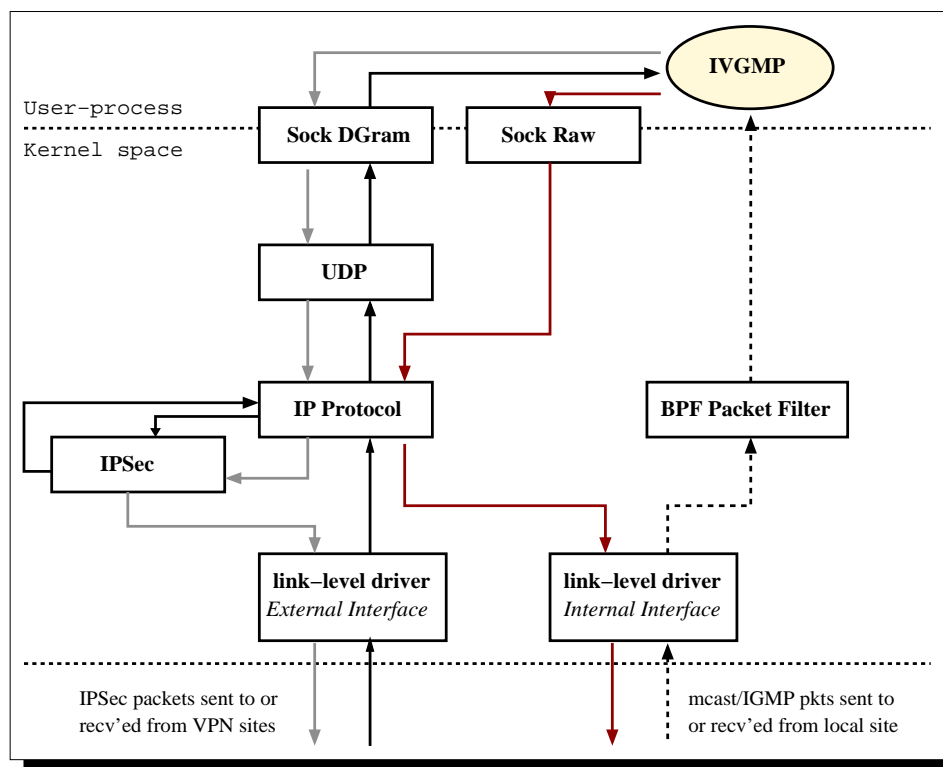 IVGMP
User-process
Kernel space
Sock DGram
Sock Raw
UDP
IP Protocol
BPF Packet Filter
IPSec
link-level driver
External Interface
link-level driver
Internal Interface
IPSec packets sent to or
recv'ed from VPN sites
mcast/IGMP pkts sent to
or recv'ed from local site